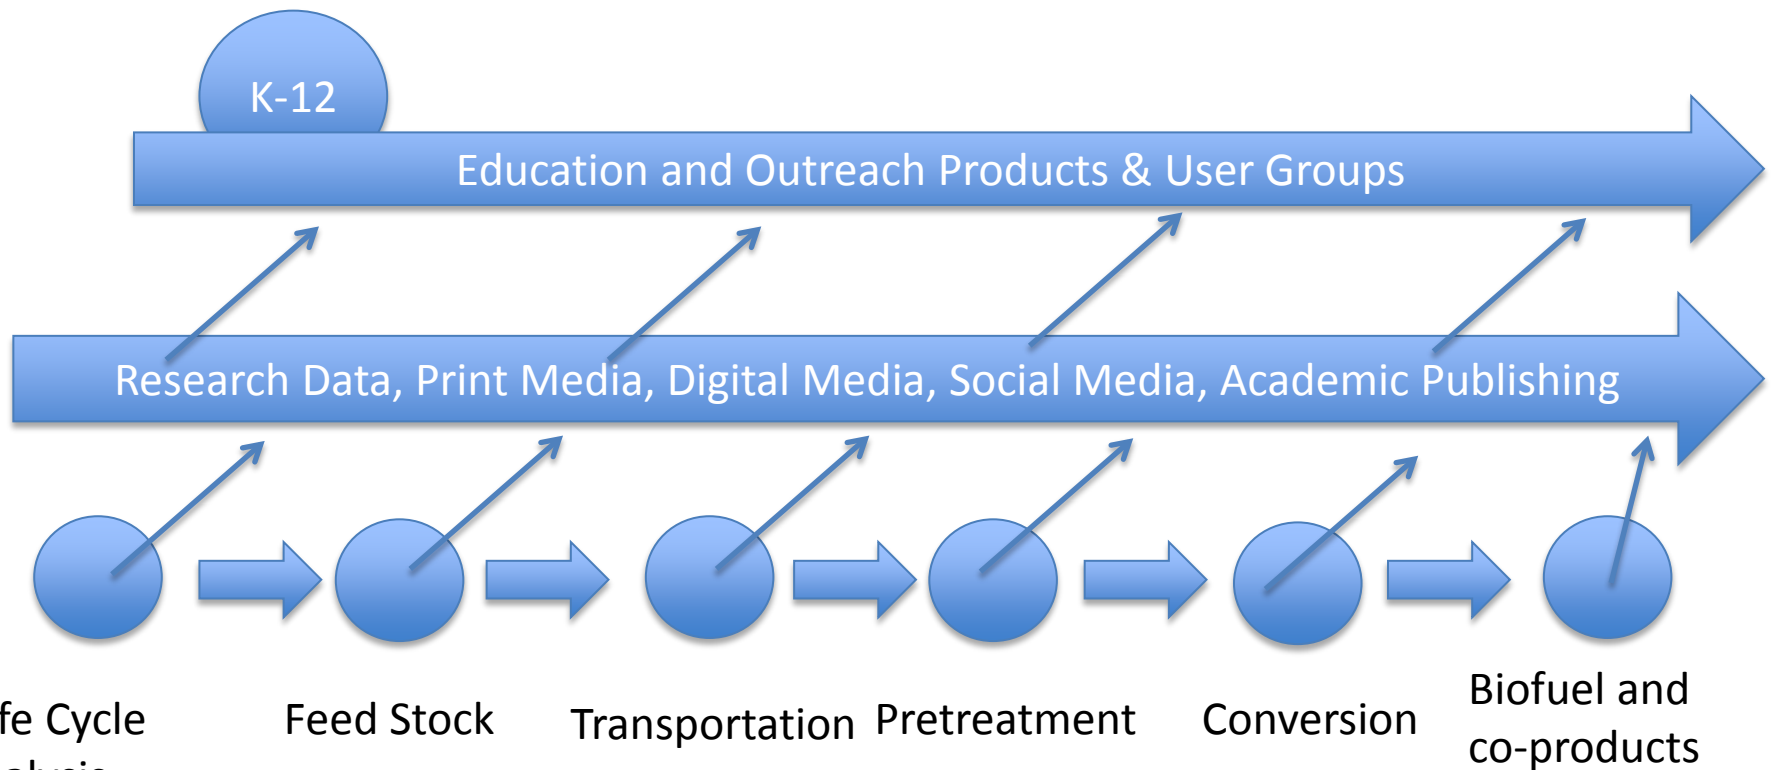 K-12
Education and Outreach Products & User Groups
Research Data, Print Media, Digital Media, Social Media, Academic Publishing
Cycle
Feed Stock
Transportation
Pretreatment
Conversion
Biofuel and
co-products